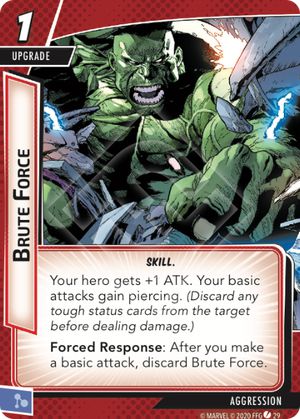 1
UPGRADE
BRUTE FORCE
SKILL.
Your hero gets +1 ATK. Your basic
attacks gain piercing. (Discard any
tough status cards from the target
before dealing damage.)
Forced Response: After you make
a basic attack, discard Brute Force.
AGGRESSION
© MARVEL © 2020 FFG 29